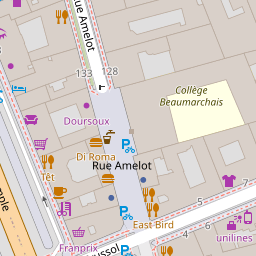 Rue Amelot
133
128
Collège
Beaumarchais
Doursoux
Di Roma
Rue Amelot
Têt
East Bird
2
4
5
6
7
unilines
Franprix